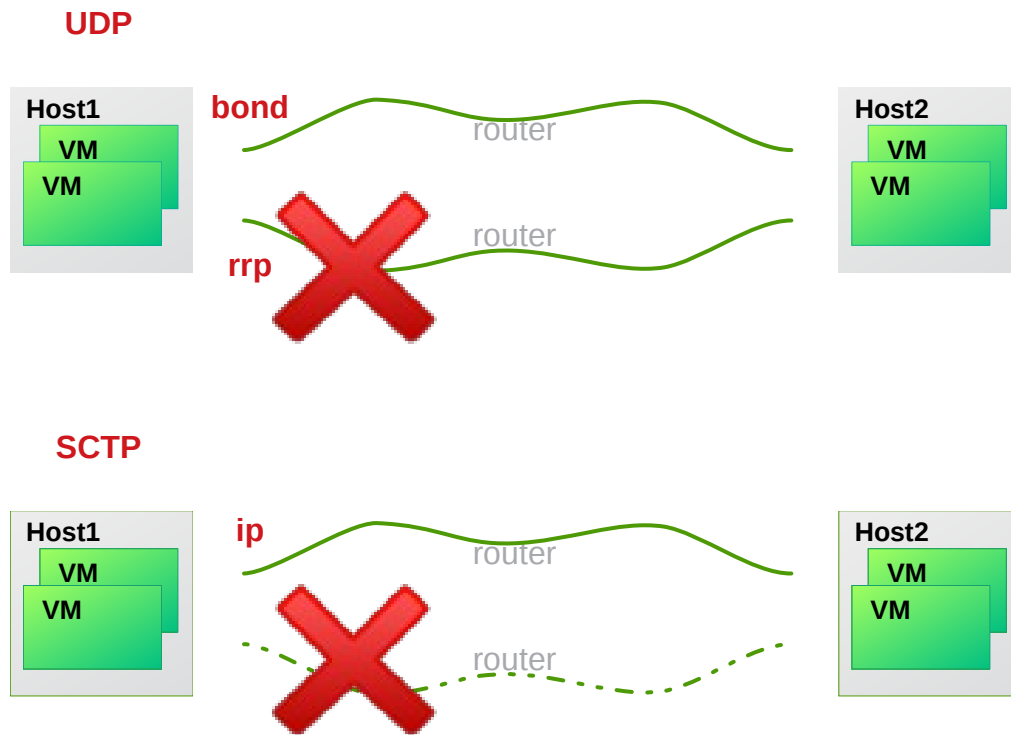 UDP
Host1
VM
VM
bond
router
router
rrp
Host2
VM
VM
SCTP
Host1
VM
VM
ip
router
router
Host2
VM
VM